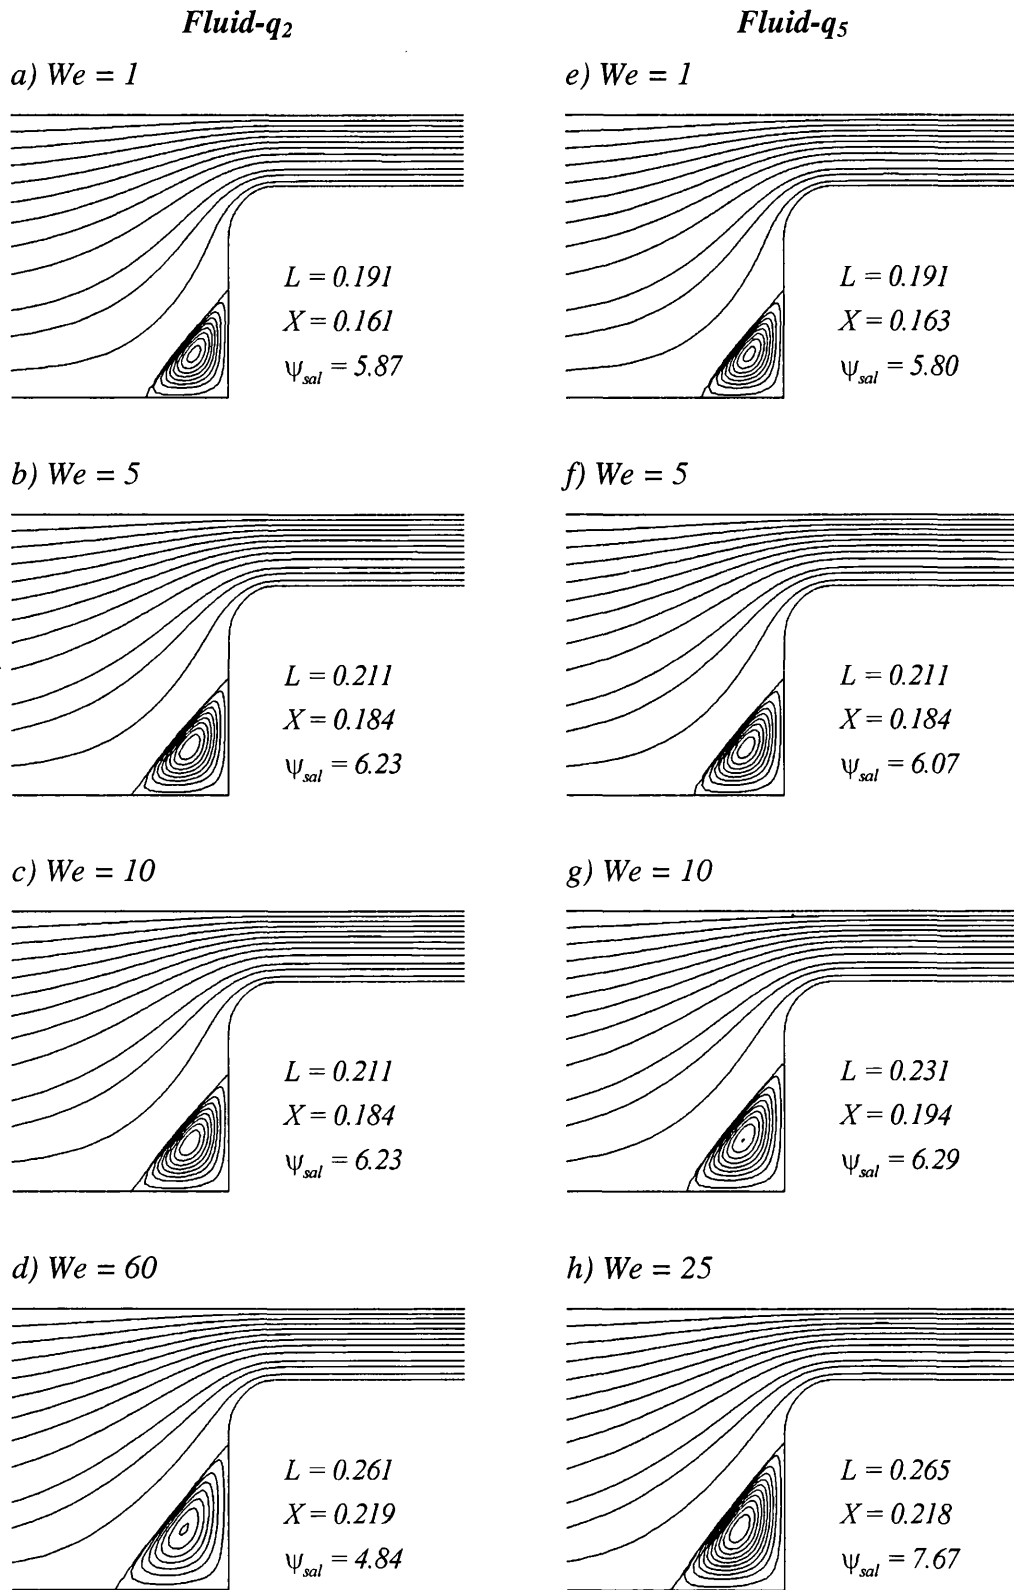 Fluid-q2
Fluid-q5
a) We = 1
e) We = 1
L = 0.191
X = 0.161
ψsal = 5.87
L = 0.191
X = 0.163
ψsal = 5.80
b) We = 5
f) We = 5
L = 0.211
X = 0.184
ψsal = 6.23
L = 0.211
X = 0.184
ψsal = 6.07
c) We = 10
g) We = 10
L = 0.211
X = 0.184
ψsal = 6.23
L = 0.231
X = 0.194
ψsal = 6.29
d) We = 60
h) We = 25
L = 0.261
X = 0.219
ψsal = 4.84
L = 0.265
X = 0.218
ψsal = 7.67